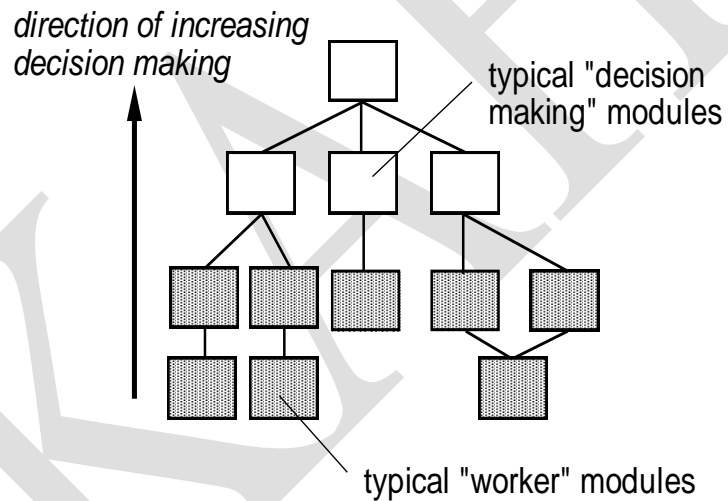 direction of increasing
decision making
typical "decision
making" modules
typical "worker" modules